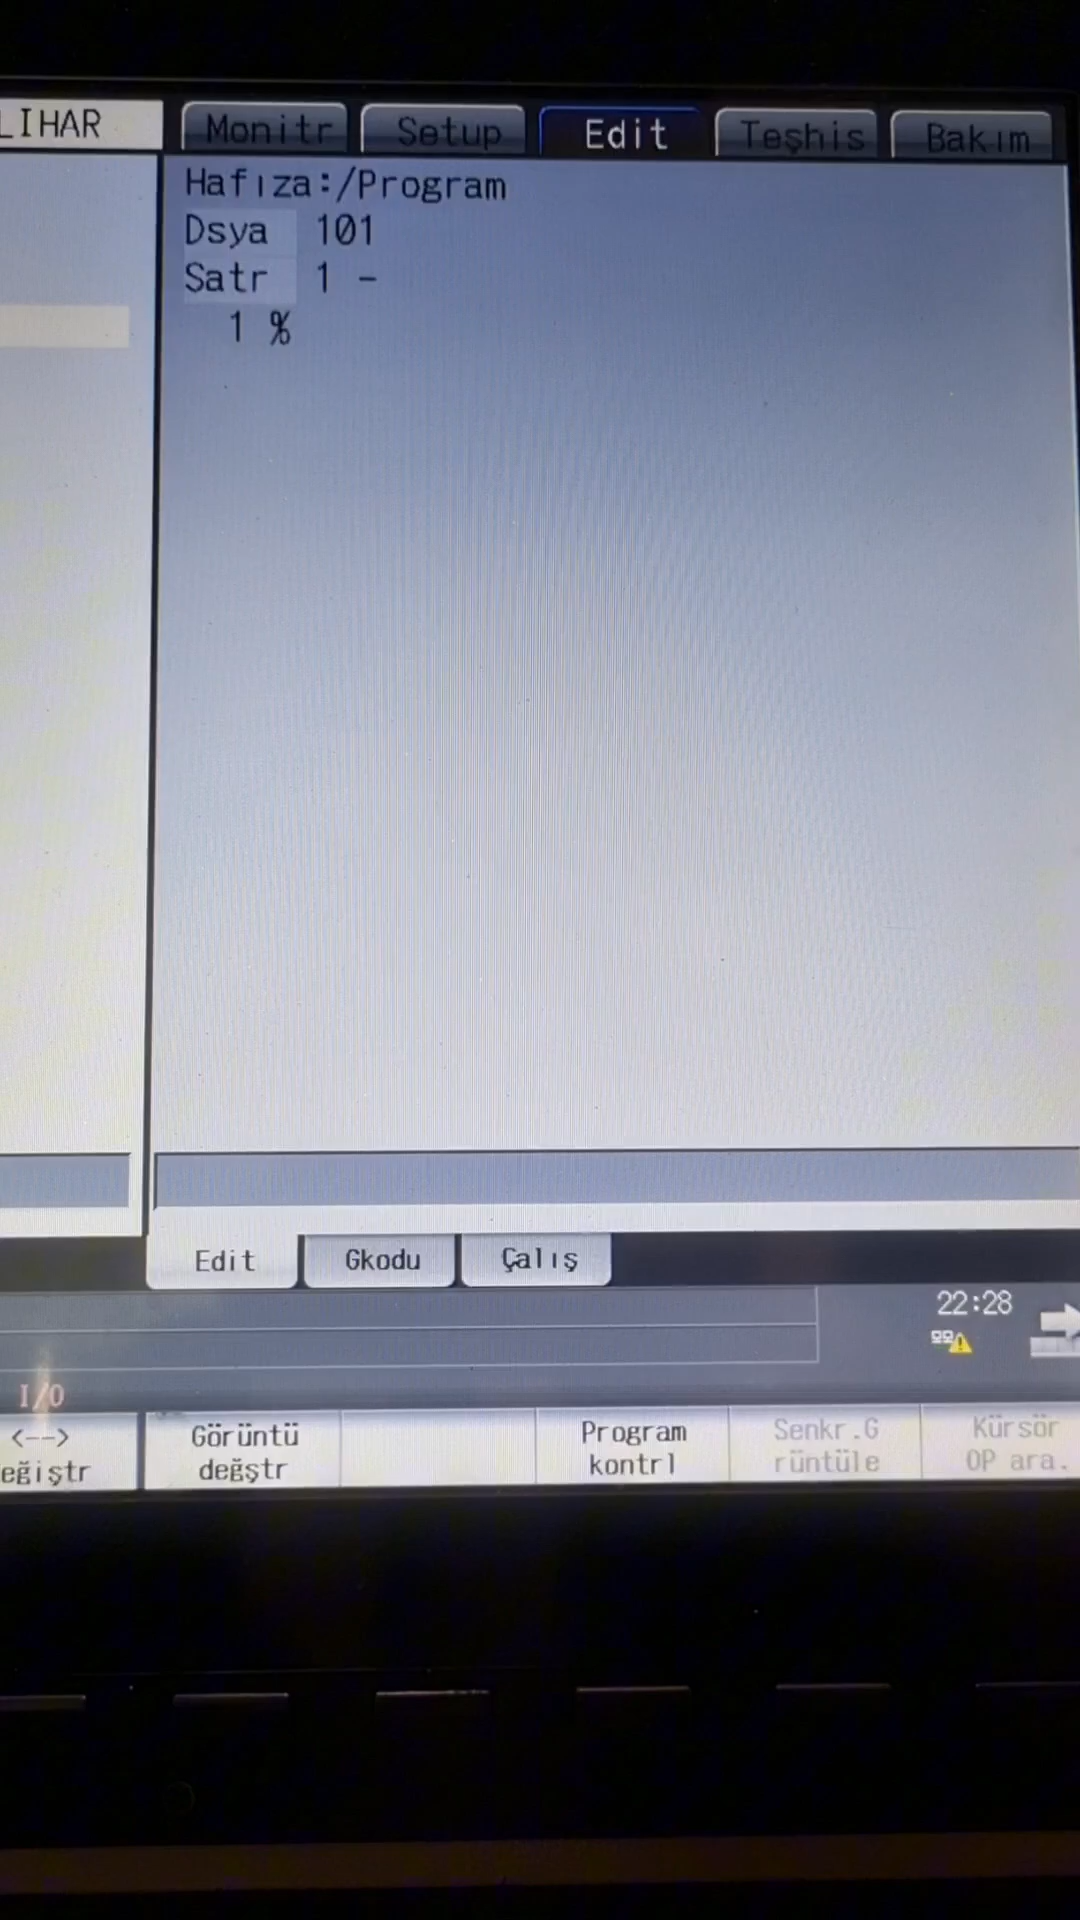 LIHAR Monitr Setup Edit Teşhis Bakım
Hafıza:/Program
Dsya 101
Satr 1 -
1 %
Edit Gkodu Çalış
22:28
I/O
<--> Görüntü Program Senkr.G Kürsör
eğiştr değştr kontrl rüntüle OP ara.